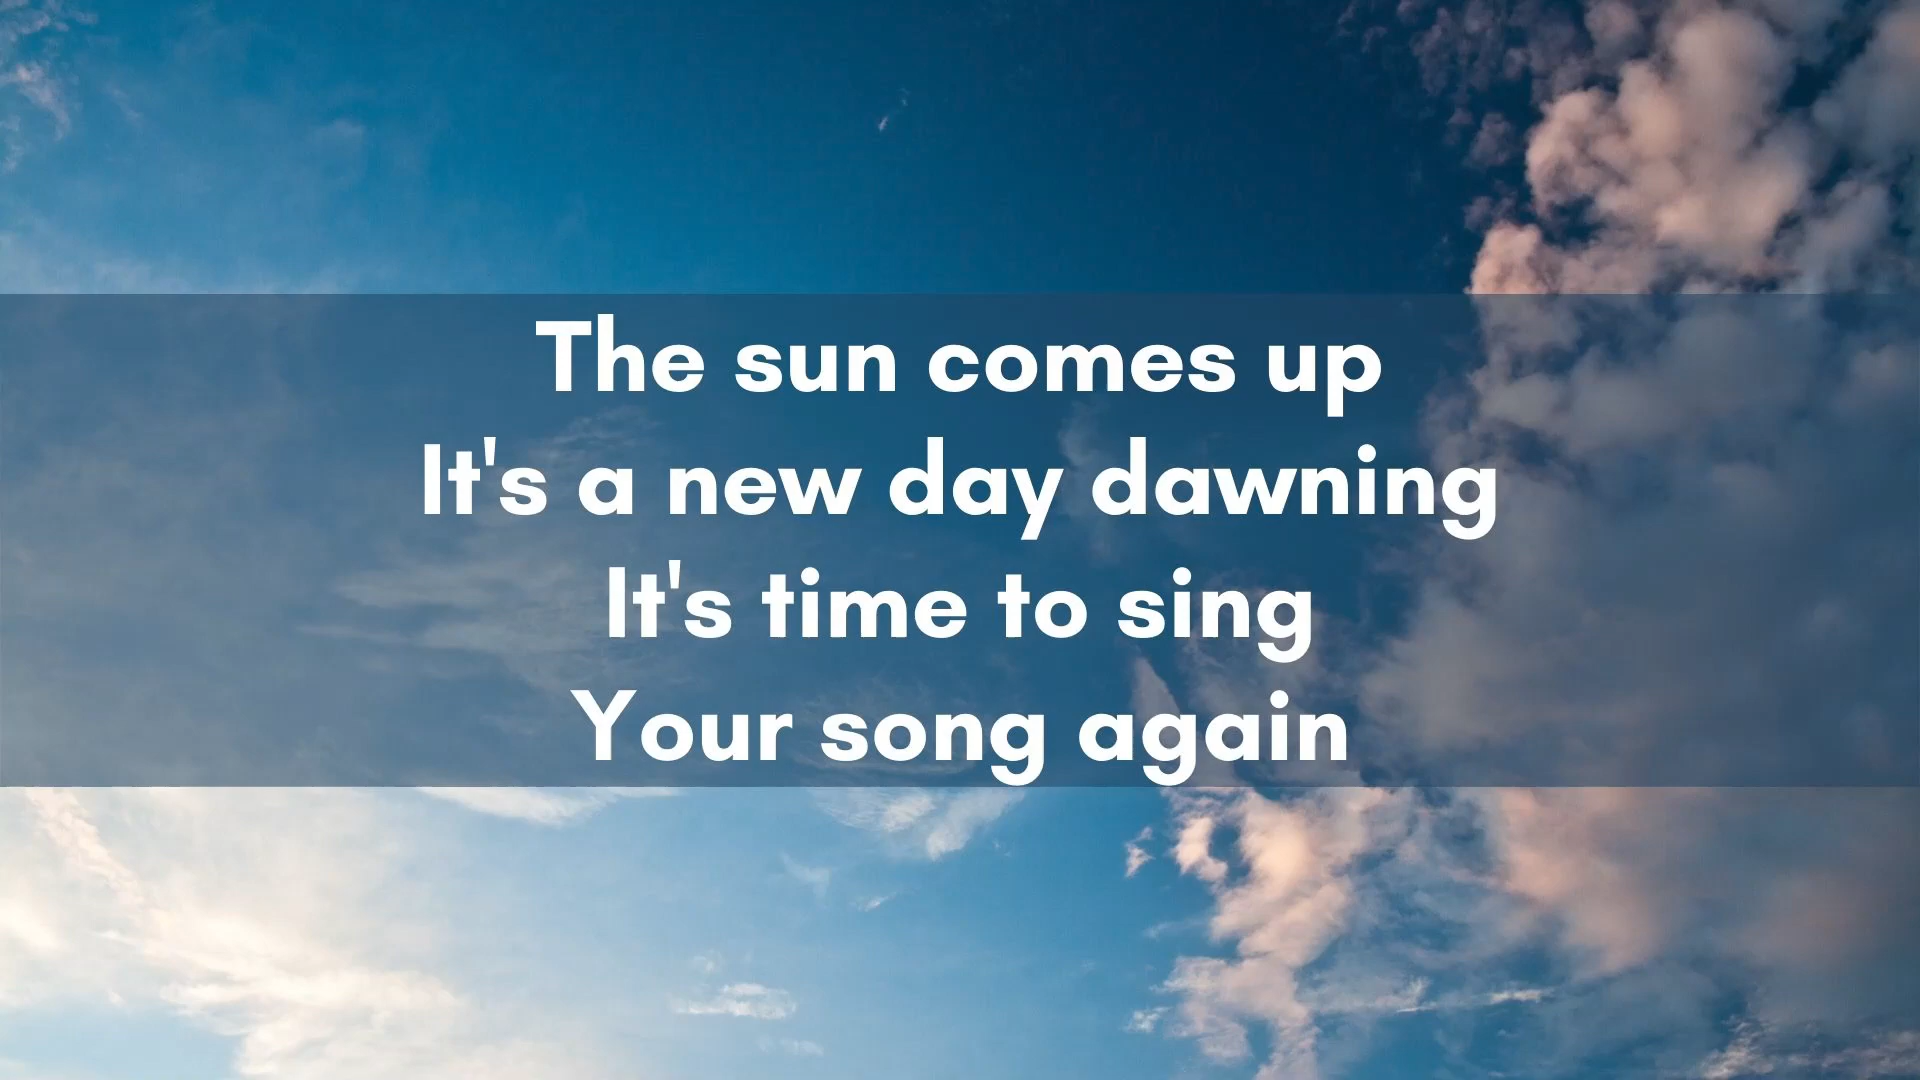 The sun comes up
It's a new day dawning
It's time to sing
Your song again